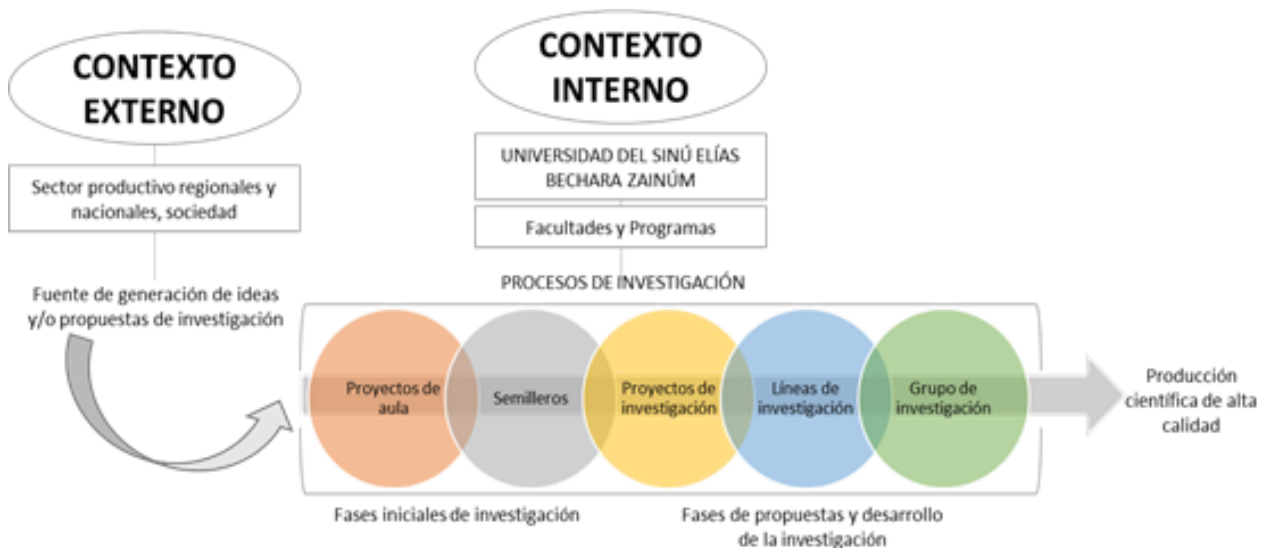 CONTEXTO
EXTERNO
Sector productivo regionales y
nacionales, sociedad
Fuente de generación de ideas
y/o propuestas de investigación
CONTEXTO
INTERNO
UNIVERSIDAD DEL SINÚ ELÍAS
BECHARA ZAINÚM
Facultades y Programas
PROCESOS DE INVESTIGACIÓN
Proyectos de
aula
Semilleros
Proyectos de
investigación
Líneas de
investigación
Grupo de
investigación
Producción
científica de alta
calidad
Fases iniciales de investigación
Fases de propuestas y desarrollo
de la investigación